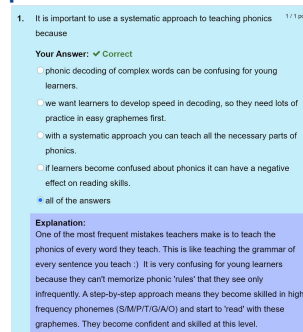 1. It is important to use a systematic approach to teaching phonics 1 / 1 po
because
Your Answer: ✔ Correct
phonic decoding of complex words can be confusing for young
learners.
we want learners to develop speed in decoding, so they need lots of
practice in easy graphemes first.
with a systematic approach you can teach all the necessary parts of
phonics.
if learners become confused about phonics it can have a negative
effect on reading skills.
all of the answers
Explanation:
One of the most frequent mistakes teachers make is to teach the
phonics of every word they teach. This is like teaching the grammar of
every sentence you teach :) It is very confusing for young learners
because they can't memorize phonic 'rules' that they see only
infrequently. A step-by-step approach means they become skilled in high
frequency phonemes (S/M/P/T/G/A/O) and start to 'read' with these
graphemes. They become confident and skilled at this level.